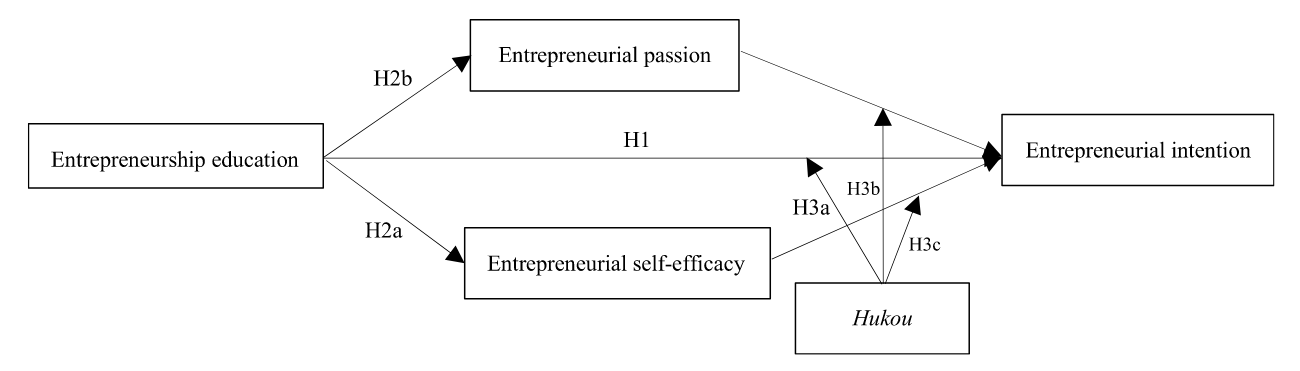 Entrepreneurial passion
H2b
H1
Entrepreneurship education
Entrepreneurial intention
H3b
H3a
H2a
H3c
Entrepreneurial self-efficacy
Hukou